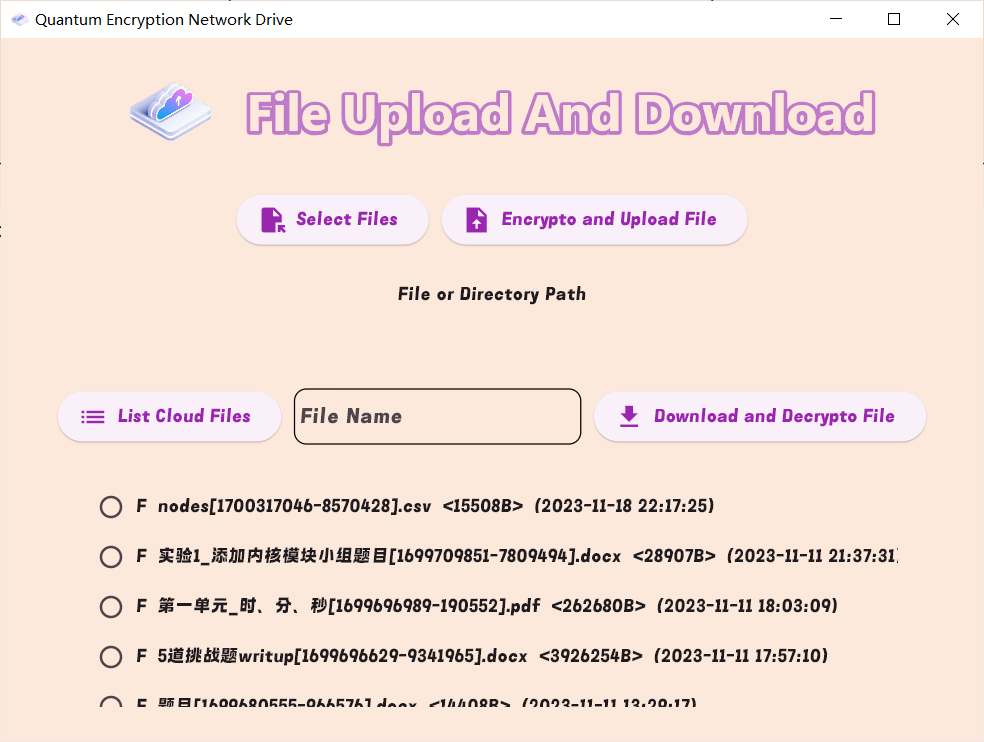 Quantum Encryption Network Drive
File Upload And Download
Select Files
Encrypto and Upload File
File or Directory Path
List Cloud Files
File Name
Download and Decrypto File
F nodes[1700317046-8570428].csv <15508B> (2023-11-18 22:17:25)
F 实验1_添加内核模块小组题目[1699709851-7809494].docx <28907B> (2023-11-11 21:37:31)
F 第一单元_时、分、秒[1699696989-190552].pdf <262680B> (2023-11-11 18:03:09)
F 5道挑战题writup[1699696629-9341965].docx <3926254B> (2023-11-11 17:57:10)
F 题目[1699680555-966576].docx <14408B> (2023-11-11 13:29:17)